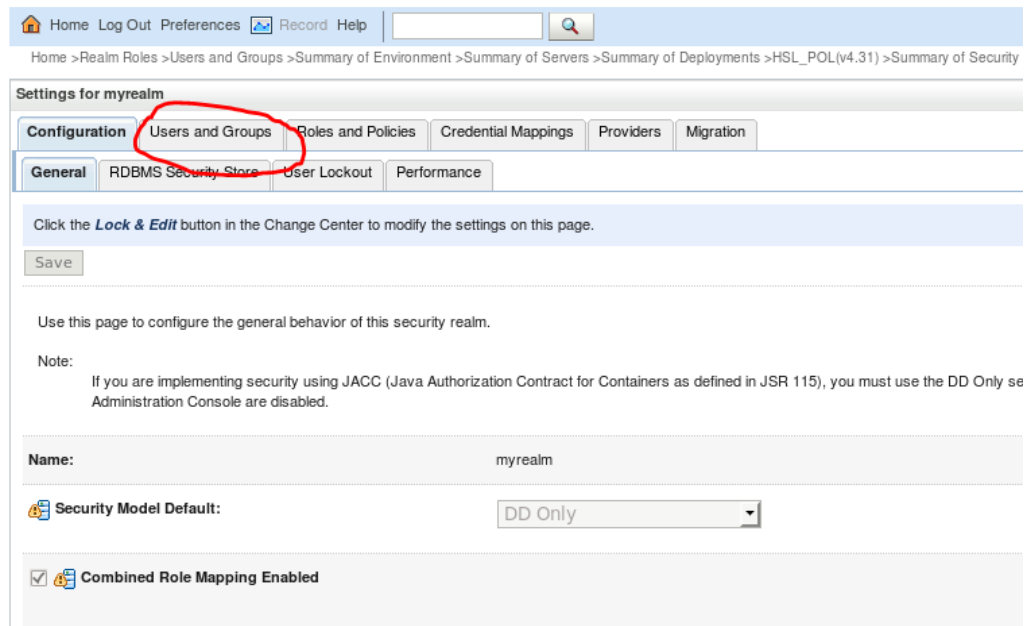 Home Log Out Preferences Record Help
Home >Realm Roles >Users and Groups >Summary of Environment >Summary of Servers >Summary of Deployments >HSL_POL(v4.31) >Summary of Security
Settings for myrealm
Configuration Users and Groups Roles and Policies Credential Mappings Providers Migration
General RDBMS Security Store User Lockout Performance
Click the Lock & Edit button in the Change Center to modify the settings on this page.
Save
Use this page to configure the general behavior of this security realm.
Note:
If you are implementing security using JACC (Java Authorization Contract for Containers as defined in JSR 115), you must use the DD Only se
Administration Console are disabled.
Name: myrealm
Security Model Default: DD Only
Combined Role Mapping Enabled